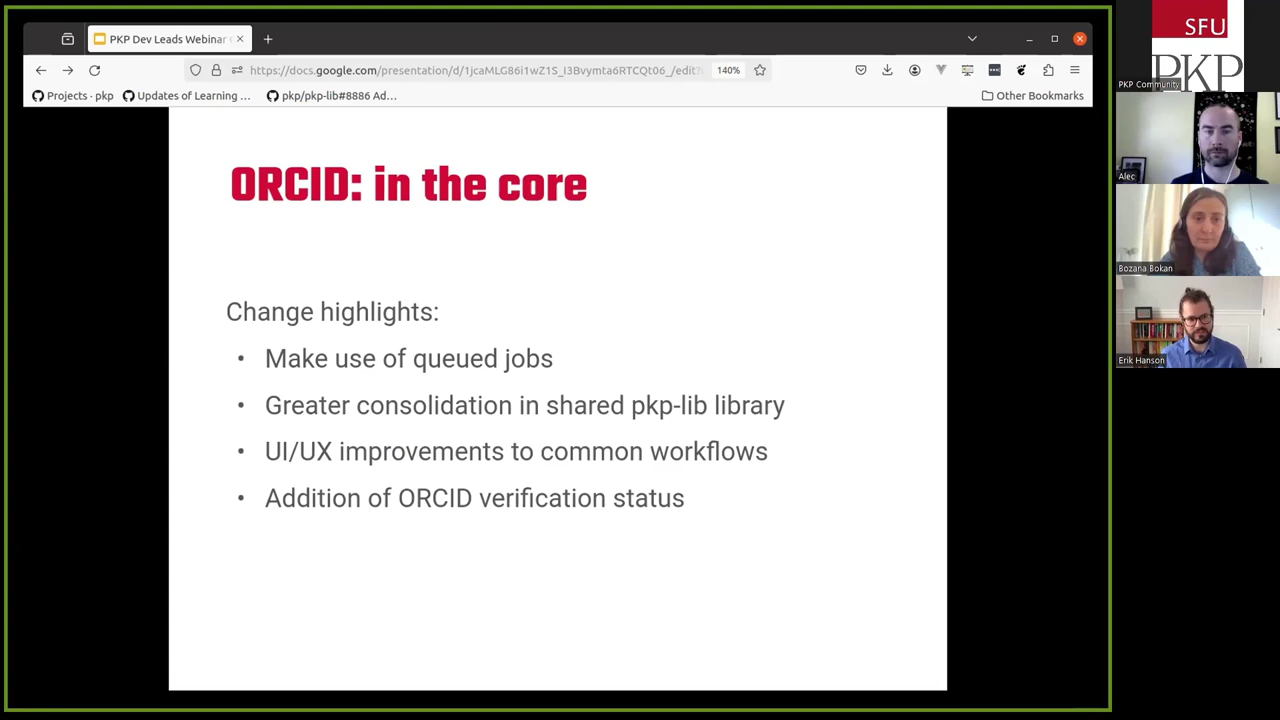 PKP Dev Leads Webinar
https://docs.google.com/presentation/d/1jcaMLG86i1wZ1S_I3Bvymta6RTCQt06_/edit?
140%
Projects · pkp
Updates of Learning ...
pkp/pkp-lib#8886 Ad...
Other Bookmarks
ORCID: in the core
Change highlights:
• Make use of queued jobs
• Greater consolidation in shared pkp-lib library
• UI/UX improvements to common workflows
• Addition of ORCID verification status
SFU
PKP
PKP Community
Alec
Bozana Bokan
Erik Hanson